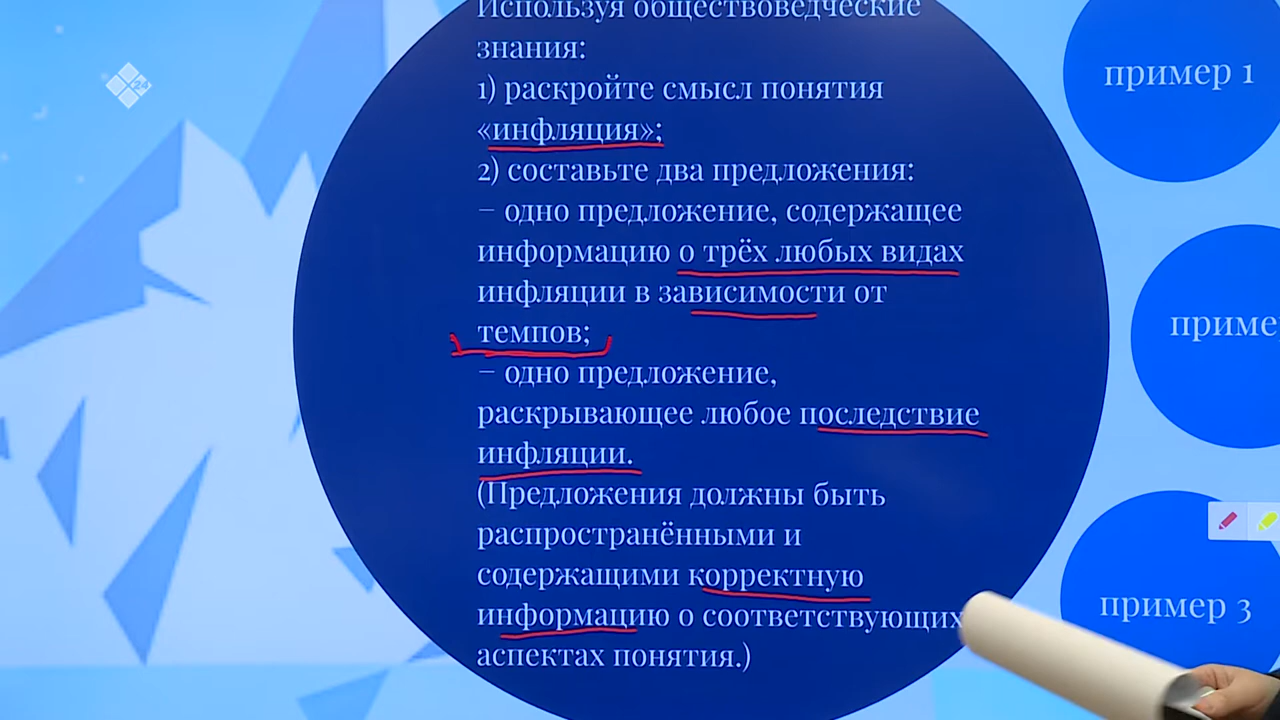 Используя обществоведческие
знания:
1) раскройте смысл понятия
«инфляция»;
2) составьте два предложения:
– одно предложение, содержащее
информацию о трёх любых видах
инфляции в зависимости от
темпов;
– одно предложение,
раскрывающее любое последствие
инфляции.
(Предложения должны быть
распространёнными и
содержащими корректную
информацию о соответствующих
аспектах понятия.)
пример 1
приме
пример 3
24